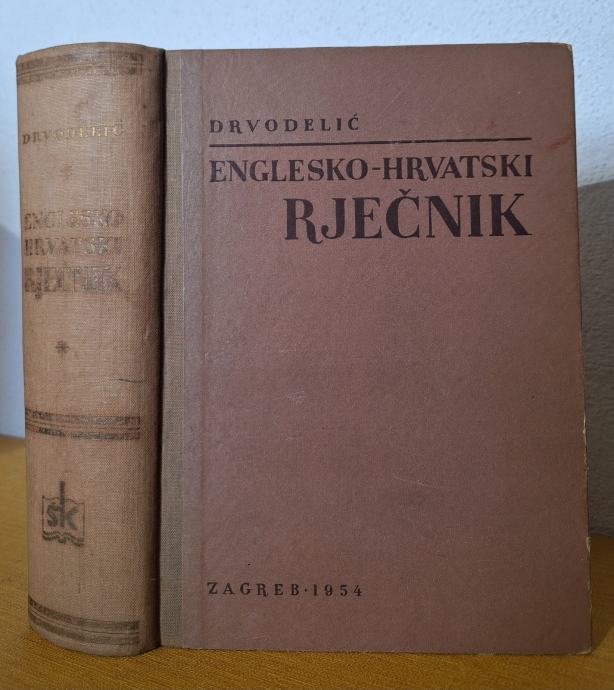 DRVODELIĆ
ENGLESKO
HRVATSKI
RJEČNIK
*
ŠK
DRVODELIĆ
ENGLESKO-HRVATSKI
RJEČNIK
ZAGREB·1954